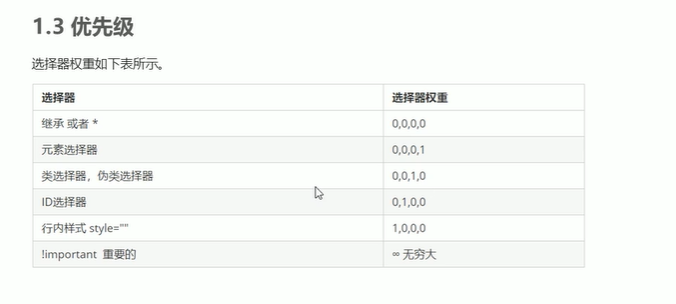 1.3 优先级
选择器权重如下表所示。
选择器 选择器权重
继承 或者 * 0,0,0,0
元素选择器 0,0,0,1
类选择器，伪类选择器 0,0,1,0
ID选择器 0,1,0,0
行内样式 style="" 1,0,0,0
!important 重要的 ∞ 无穷大